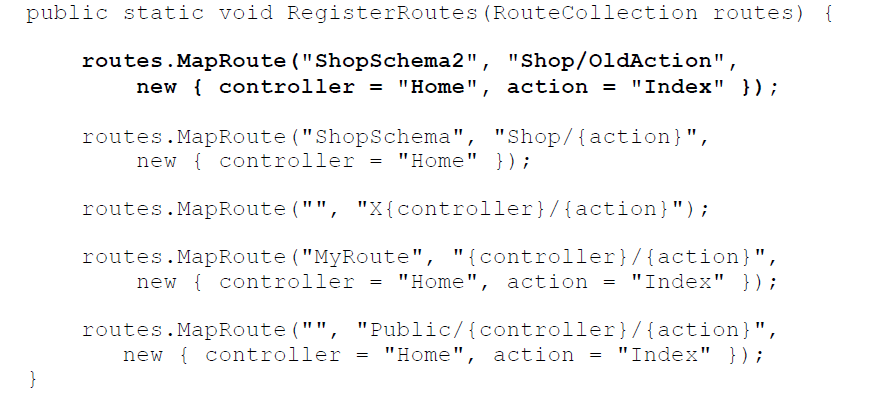 public static void RegisterRoutes(RouteCollection routes) {
routes.MapRoute("ShopSchema2", "Shop/OldAction",
new { controller = "Home", action = "Index" });
routes.MapRoute("ShopSchema", "Shop/{action}",
new { controller = "Home" });
routes.MapRoute("", "X{controller}/{action}");
routes.MapRoute("MyRoute", "{controller}/{action}",
new { controller = "Home", action = "Index" });
routes.MapRoute("", "Public/{controller}/{action}",
new { controller = "Home", action = "Index" });
}